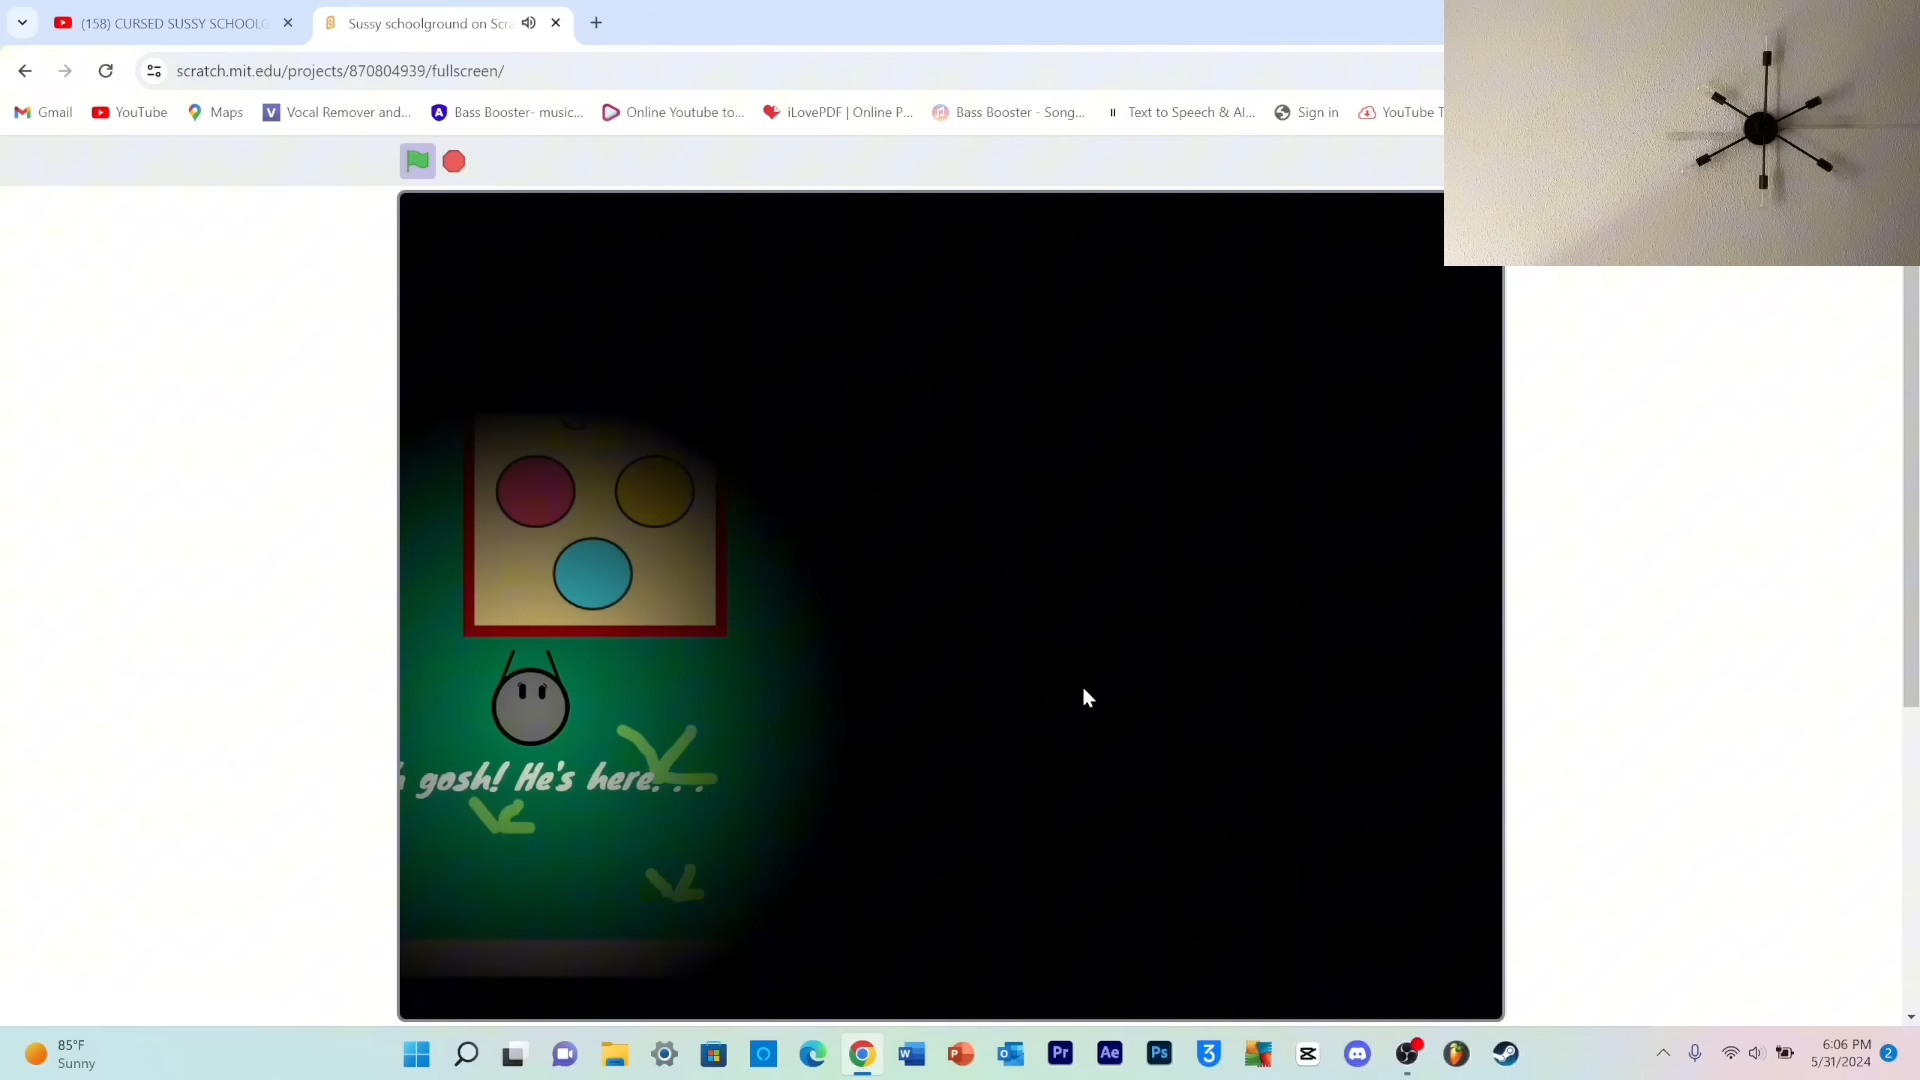 (158) CURSED SUSSY SCHOOLG
Sussy schoolground on Scra
scratch.mit.edu/projects/870804939/fullscreen/
Gmail YouTube Maps Vocal Remover and... Bass Booster- music... Online Youtube to... iLovePDF | Online P... Bass Booster - Song... Text to Speech & AI... Sign in YouTube T
h gosh! He's here. . .
85°F
Sunny
6:06 PM
5/31/2024
2